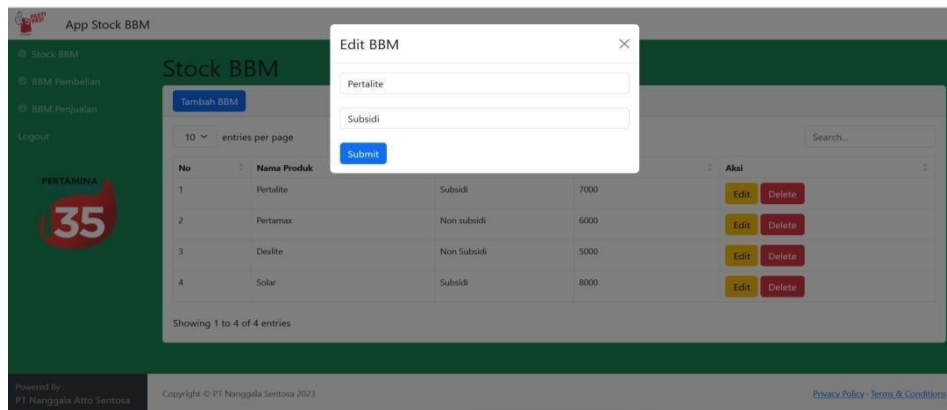 PASTI PAS!
App Stock BBM
Stock BBM
BBM Pembelian
BBM Penjualan
Logout
PERTAMINA
35
Powered By :
PT Nanggala Atto Sentosa
Stock BBM
Tambah BBM
10 entries per page
Search...
No Nama Produk Aksi
1 Pertalite Subsidi 7000 Edit Delete
2 Pertamax Non subsidi 6000 Edit Delete
3 Dexlite Non Subsidi 5000 Edit Delete
4 Solar Subsidi 8000 Edit Delete
Showing 1 to 4 of 4 entries
Edit BBM
Pertalite
Subsidi
Submit
Copyright © PT Nanggala Sentosa 2023
Privacy Policy · Terms & Conditions